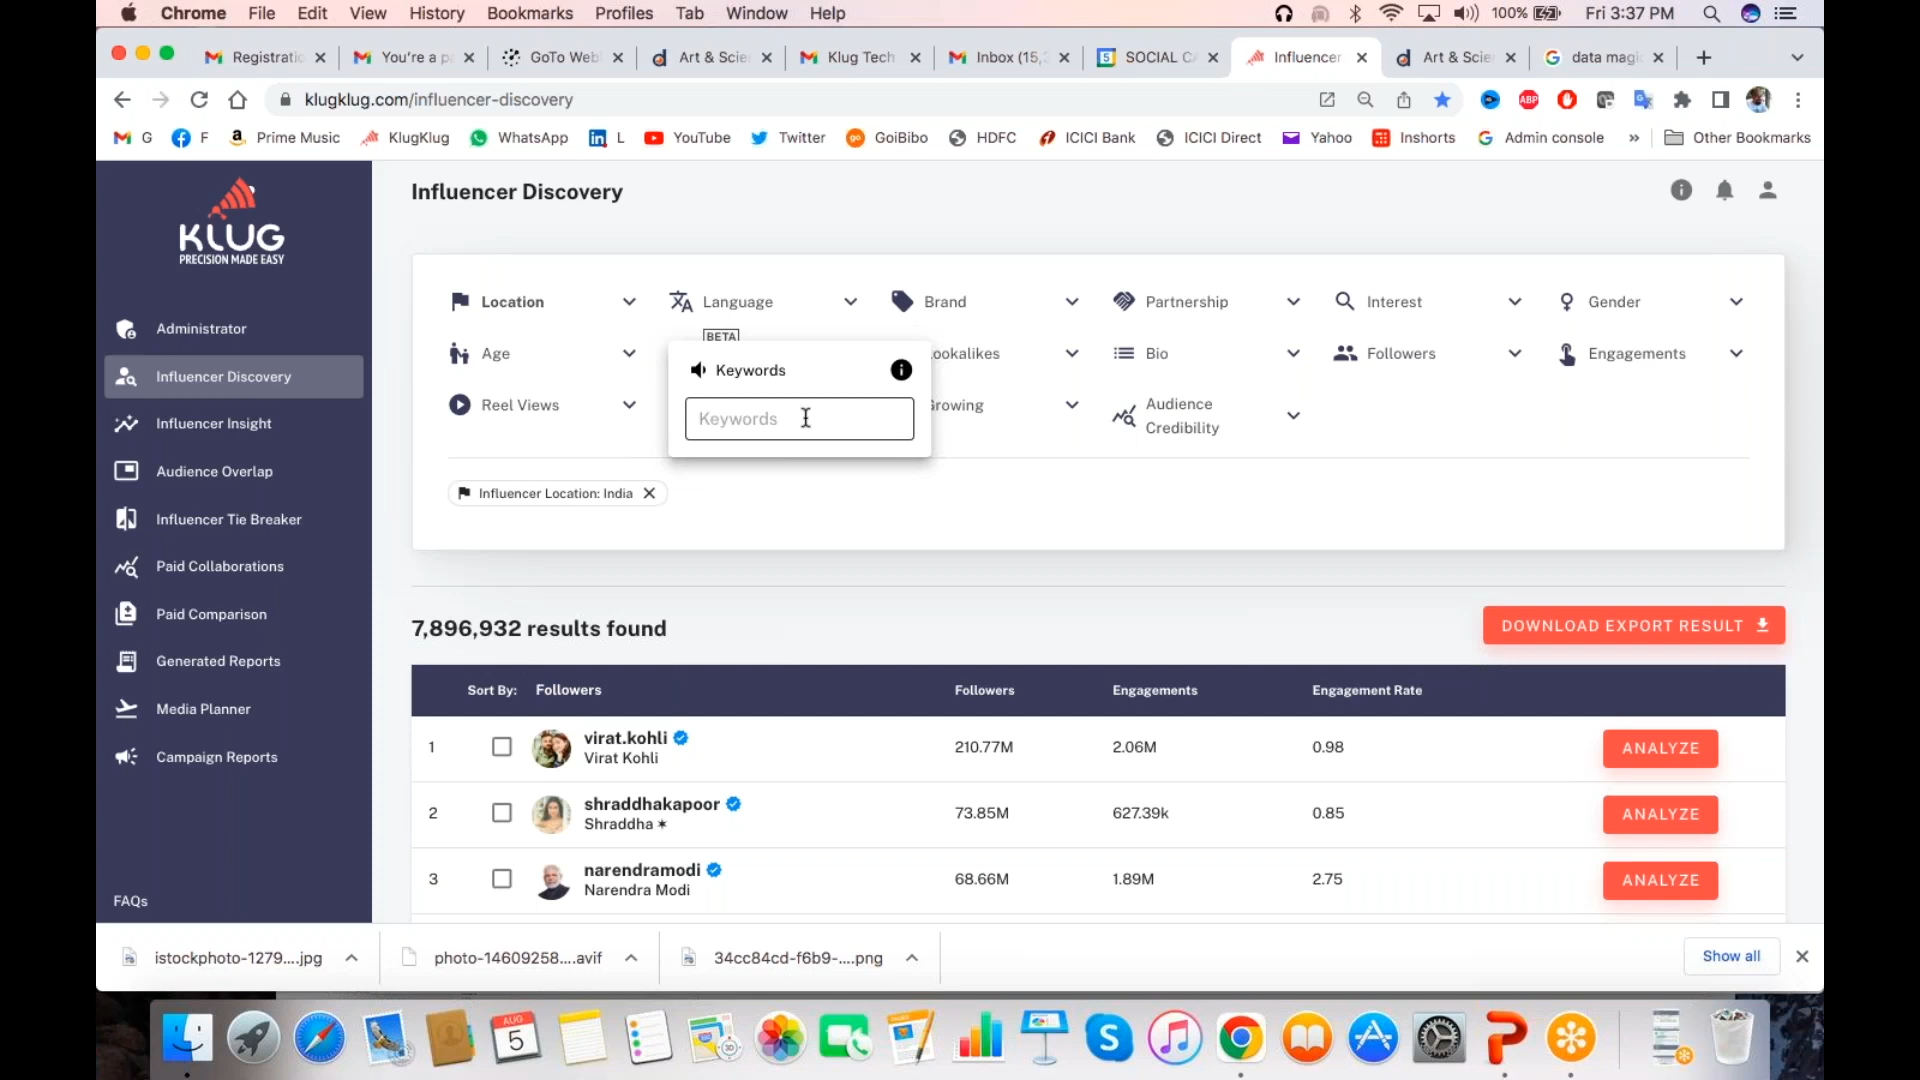 Chrome File Edit View History Bookmarks Profiles Tab Window Help 100% Fri 3:37 PM
Registratio You're a pa GoTo Web Art & Scie Klug Tech Inbox (15, SOCIAL CA Influencer Art & Scie data magi
klugklug.com/influencer-discovery ABP
G F Prime Music KlugKlug WhatsApp L YouTube Twitter GoiBibo HDFC ICICI Bank ICICI Direct Yahoo Inshorts Admin console » Other Bookmarks
KLUG
PRECISION MADE EASY
Administrator
Influencer Discovery
Influencer Insight
Audience Overlap
Influencer Tie Breaker
Paid Collaborations
Paid Comparison
Generated Reports
Media Planner
Campaign Reports
FAQs
Influencer Discovery
Location Language Brand Partnership Interest Gender
BETA
Age Lookalikes Bio Followers Engagements
Keywords
Keywords
Reel Views Growing Audience
Credibility
Influencer Location: India
7,896,932 results found
DOWNLOAD EXPORT RESULT
Sort By: Followers Followers Engagements Engagement Rate
1 virat.kohli 210.77M 2.06M 0.98 ANALYZE
Virat Kohli
2 shraddhakapoor 73.85M 627.39k 0.85 ANALYZE
Shraddha ✶
3 narendramodi 68.66M 1.89M 2.75 ANALYZE
Narendra Modi
istockphoto-1279....jpg photo-14609258....avif 34cc84cd-f6b9-....png Show all
AUG
5